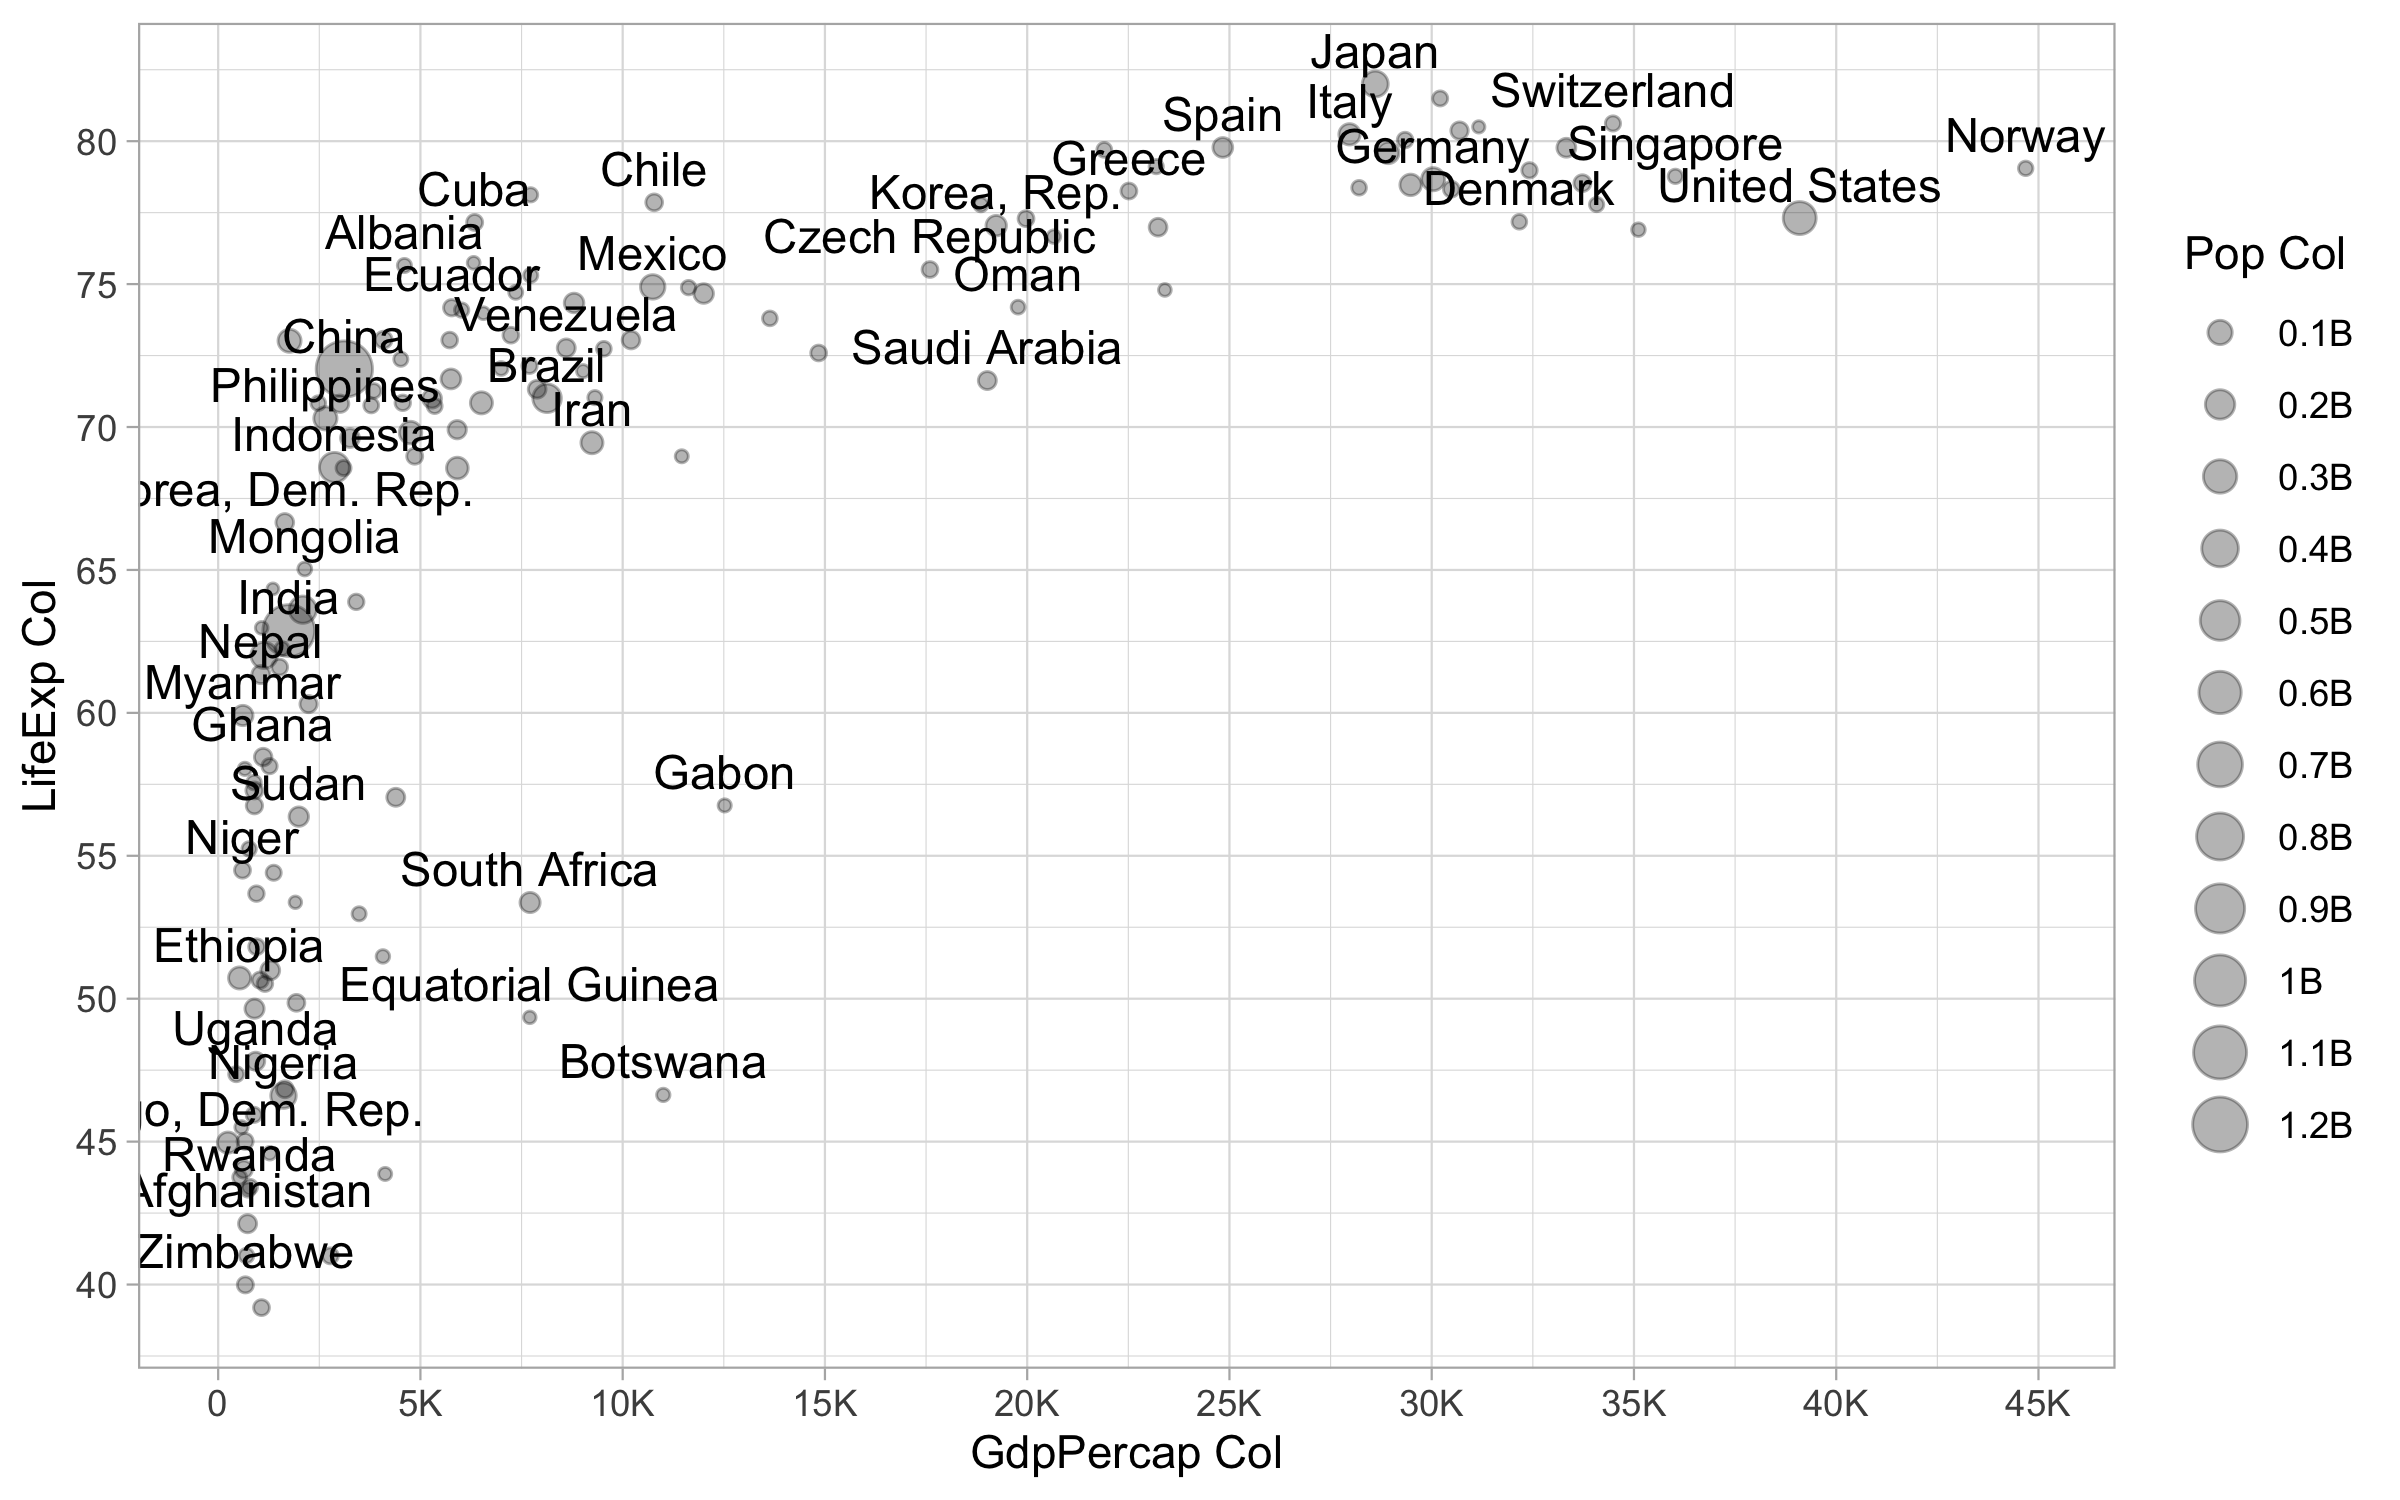 Japan
Switzerland
Italy
Spain
Norway
Germany
Singapore
Greece
Chile
Cuba
Korea, Rep.
Denmark
United States
Albania
Czech Republic
Mexico
Ecuador
Oman
Venezuela
China
Saudi Arabia
Brazil
Philippines
Iran
Indonesia
orea, Dem. Rep.
Mongolia
India
Nepal
Myanmar
Ghana
Gabon
Sudan
Niger
South Africa
Ethiopia
Equatorial Guinea
Uganda
Nigeria
Botswana
o, Dem. Rep.
Rwanda
Afghanistan
Zimbabwe
80
75
70
65
60
55
50
45
40
LifeExp Col
0 5K 10K 15K 20K 25K 30K 35K 40K 45K
GdpPercap Col
Pop Col
0.1B
0.2B
0.3B
0.4B
0.5B
0.6B
0.7B
0.8B
0.9B
1B
1.1B
1.2B